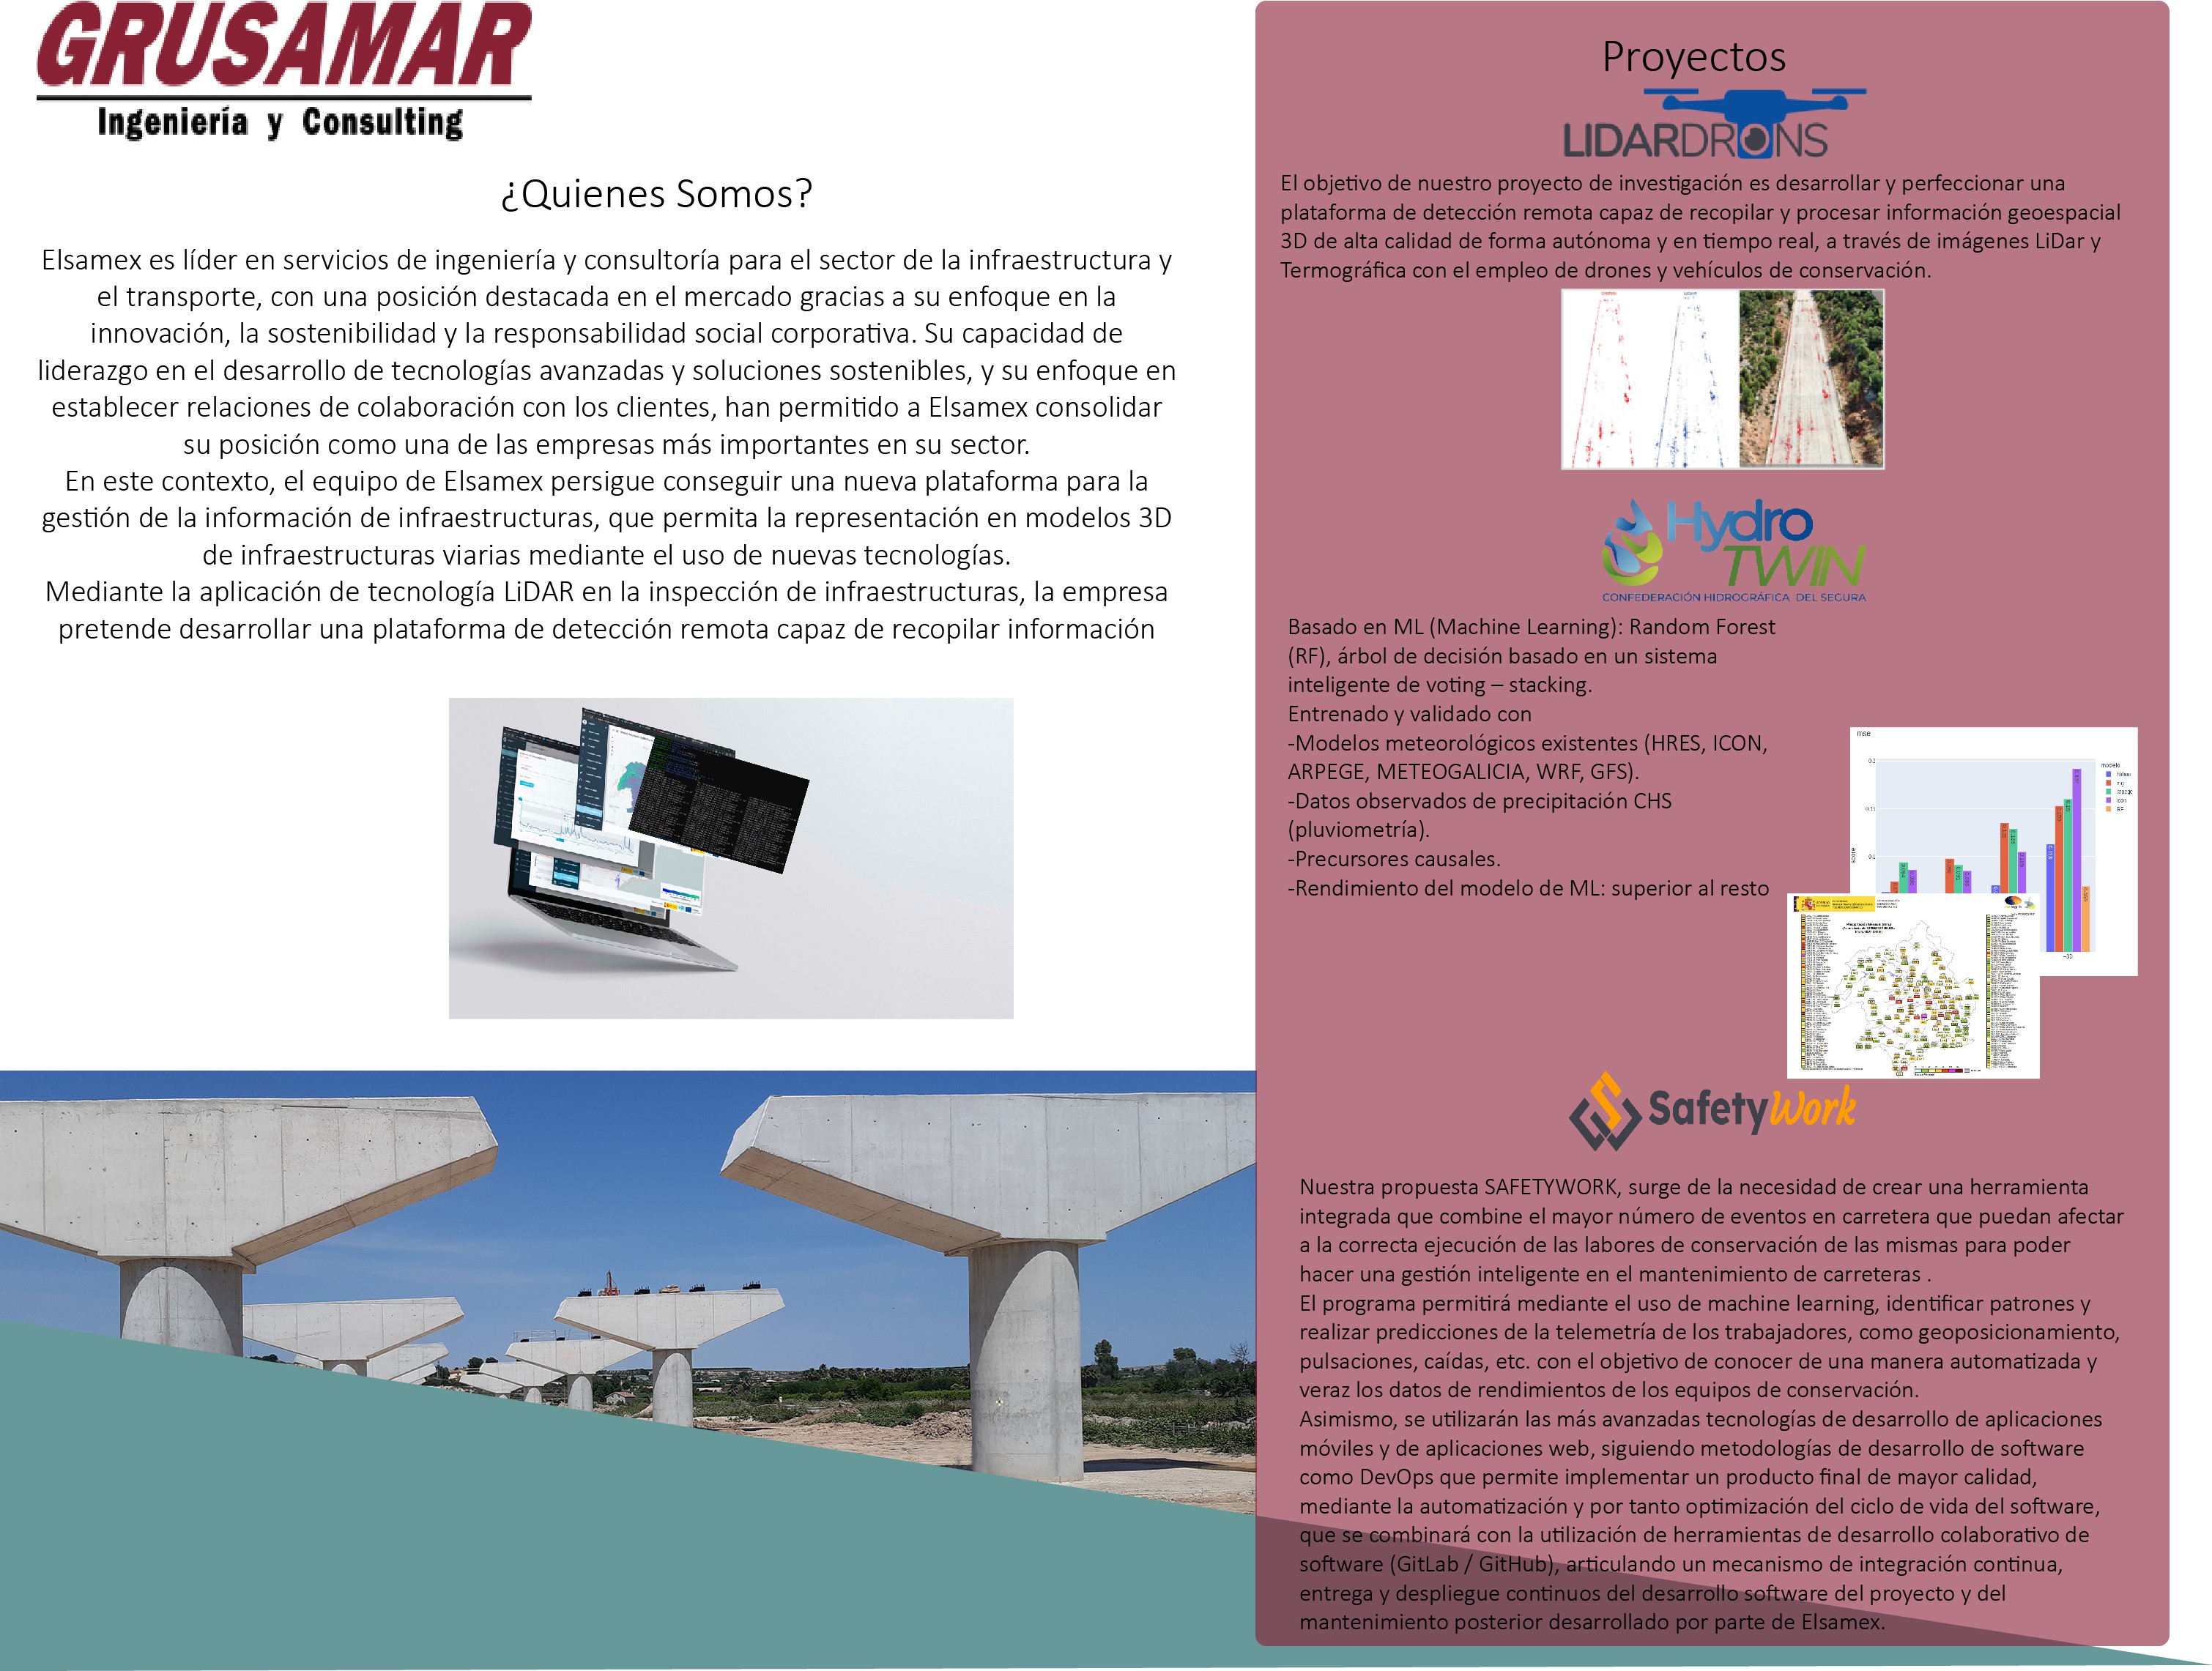 GRUSAMAR
Ingeniería y Consulting
¿Quienes Somos?
Elsamex es líder en servicios de ingeniería y consultoría para el sector de la infraestructura y
el transporte, con una posición destacada en el mercado gracias a su enfoque en la
innovación, la sostenibilidad y la responsabilidad social corporativa. Su capacidad de
liderazgo en el desarrollo de tecnologías avanzadas y soluciones sostenibles, y su enfoque en
establecer relaciones de colaboración con los clientes, han permitido a Elsamex consolidar
su posición como una de las empresas más importantes en su sector.
En este contexto, el equipo de Elsamex persigue conseguir una nueva plataforma para la
gestión de la información de infraestructuras, que permita la representación en modelos 3D
de infraestructuras viarias mediante el uso de nuevas tecnologías.
Mediante la aplicación de tecnología LiDAR en la inspección de infraestructuras, la empresa
pretende desarrollar una plataforma de detección remota capaz de recopilar información
Proyectos
LIDARDRONS
El objetivo de nuestro proyecto de investigación es desarrollar y perfeccionar una
plataforma de detección remota capaz de recopilar y procesar información geoespacial
3D de alta calidad de forma autónoma y en tiempo real, a través de imágenes LiDar y
Termográfica con el empleo de drones y vehículos de conservación.
Hydro
TWIN
CONFEDERACIÓN HIDROGRÁFICA DEL SEGURA
Basado en ML (Machine Learning): Random Forest
(RF), árbol de decisión basado en un sistema
inteligente de voting – stacking.
Entrenado y validado con
-Modelos meteorológicos existentes (HRES, ICON,
ARPEGE, METEOGALICIA, WRF, GFS).
-Datos observados de precipitación CHS
(pluviometría).
-Precursores causales.
-Rendimiento del modelo de ML: superior al resto
mse
modelo
score
SafetyWork
Nuestra propuesta SAFETYWORK, surge de la necesidad de crear una herramienta
integrada que combine el mayor número de eventos en carretera que puedan afectar
a la correcta ejecución de las labores de conservación de las mismas para poder
hacer una gestión inteligente en el mantenimiento de carreteras .
El programa permitirá mediante el uso de machine learning, identificar patrones y
realizar predicciones de la telemetría de los trabajadores, como geoposicionamiento,
pulsaciones, caídas, etc. con el objetivo de conocer de una manera automatizada y
veraz los datos de rendimientos de los equipos de conservación.
Asimismo, se utilizarán las más avanzadas tecnologías de desarrollo de aplicaciones
móviles y de aplicaciones web, siguiendo metodologías de desarrollo de software
como DevOps que permite implementar un producto final de mayor calidad,
mediante la automatización y por tanto optimización del ciclo de vida del software,
que se combinará con la utilización de herramientas de desarrollo colaborativo de
software (GitLab / GitHub), articulando un mecanismo de integración continua,
entrega y despliegue continuos del desarrollo software del proyecto y del
mantenimiento posterior desarrollado por parte de Elsamex.